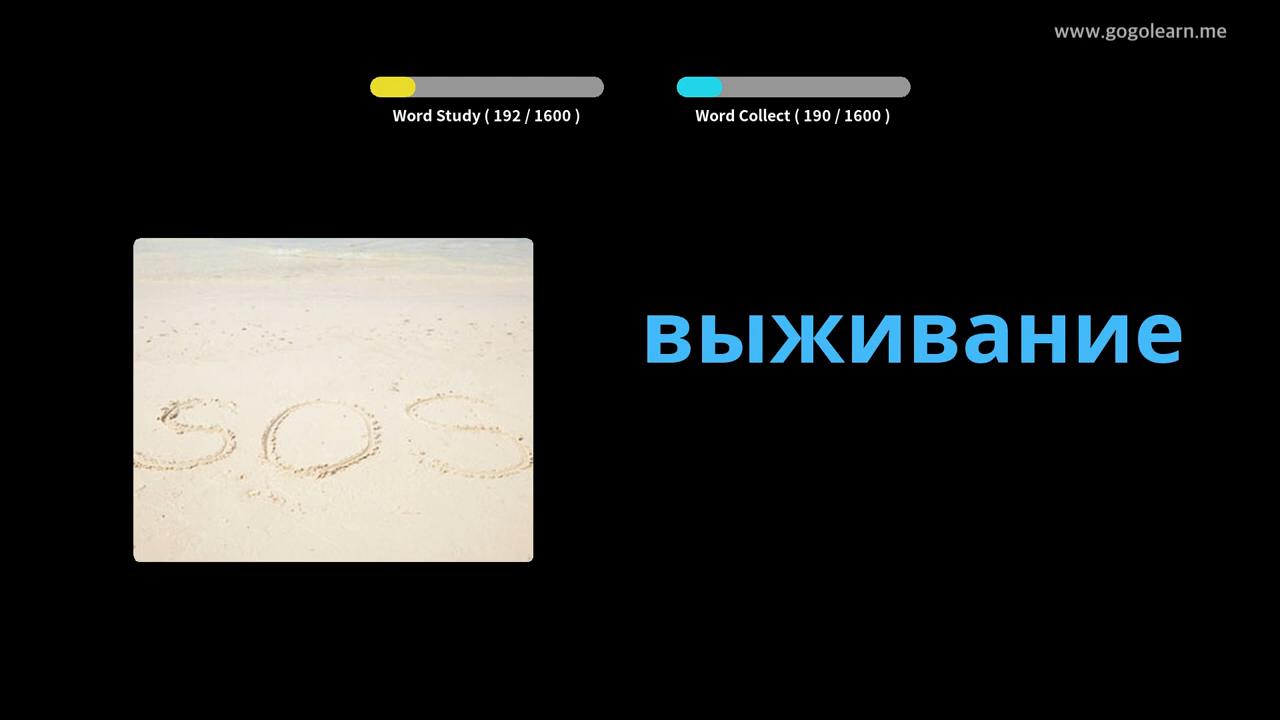 www.gogolearn.me
Word Study ( 192 / 1600 )
Word Collect ( 190 / 1600 )
SOS
выживание